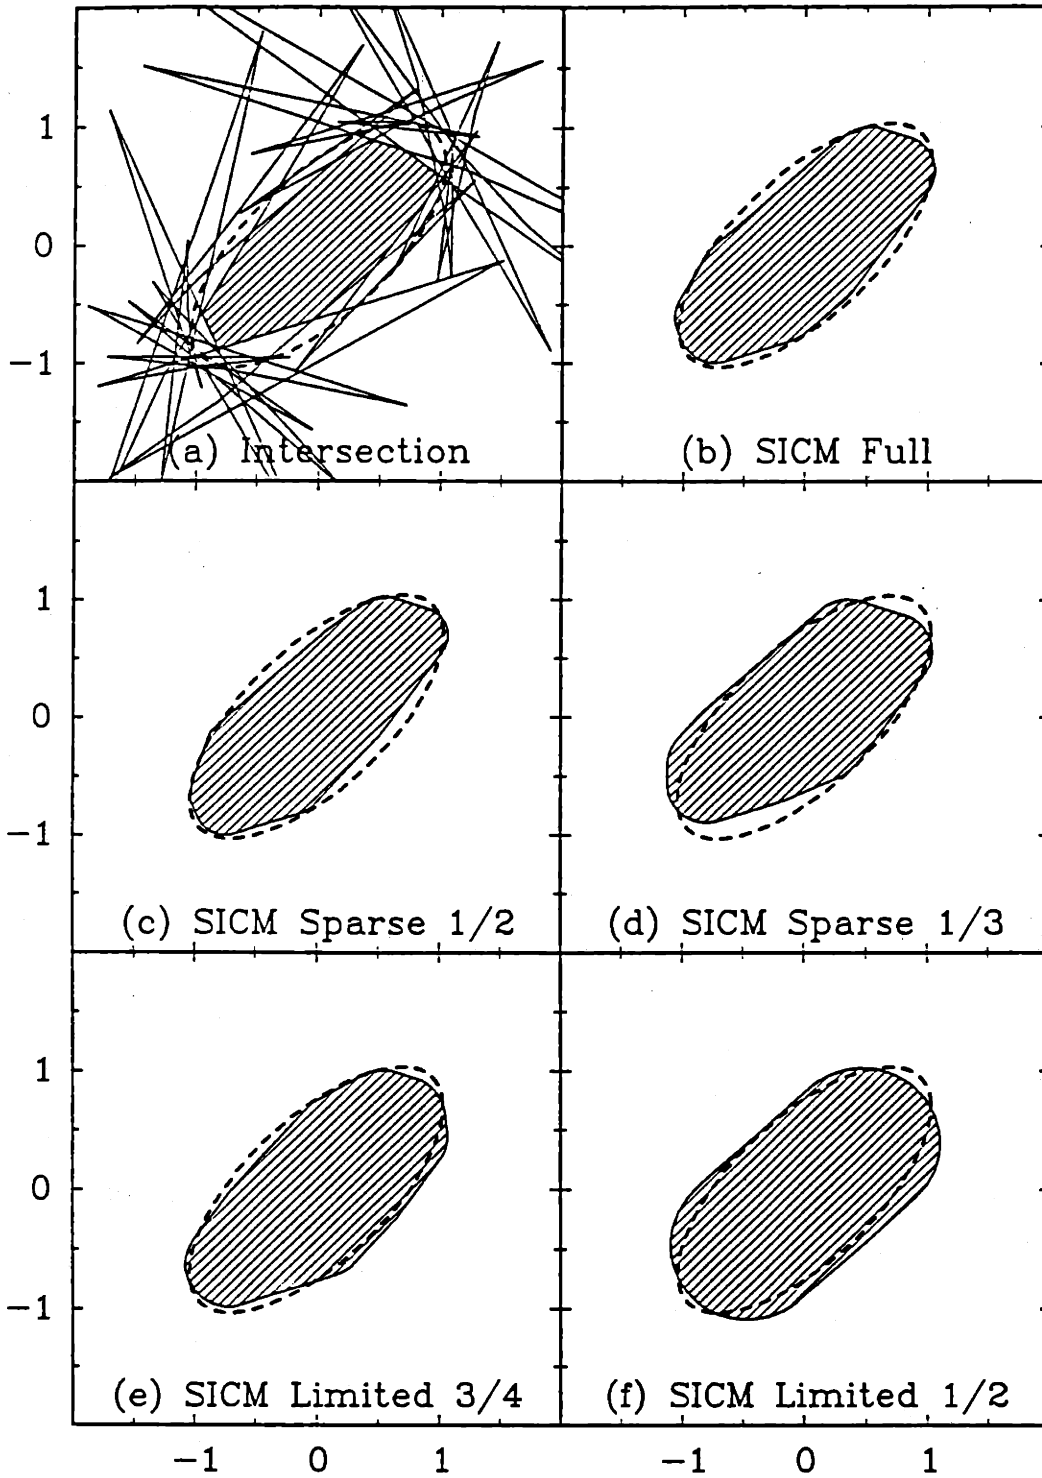 1
0
−1
(a) Intersection
(b) SICM Full
1
0
−1
(c) SICM Sparse 1/2
(d) SICM Sparse 1/3
1
0
−1
(e) SICM Limited 3/4
(f) SICM Limited 1/2
−1 0 1 −1 0 1